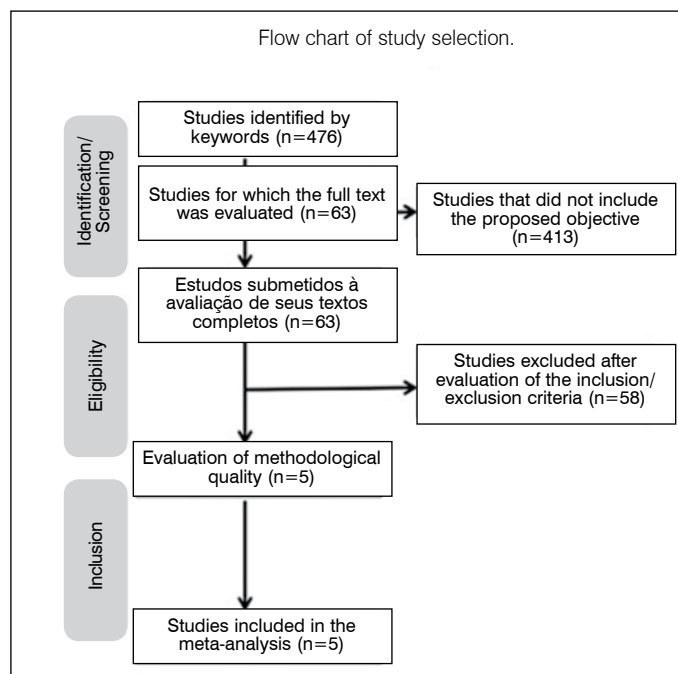 Flow chart of study selection.
Identification/
Screening
Studies identified by
keywords (n=476)
Studies for which the full text
was evaluated (n=63)
Studies that did not include
the proposed objective
(n=413)
Eligibility
Estudos submetidos à
avaliação de seus textos
completos (n=63)
Studies excluded after
evaluation of the inclusion/
exclusion criteria (n=58)
Evaluation of methodological
quality (n=5)
Inclusion
Studies included in the
meta-analysis (n=5)